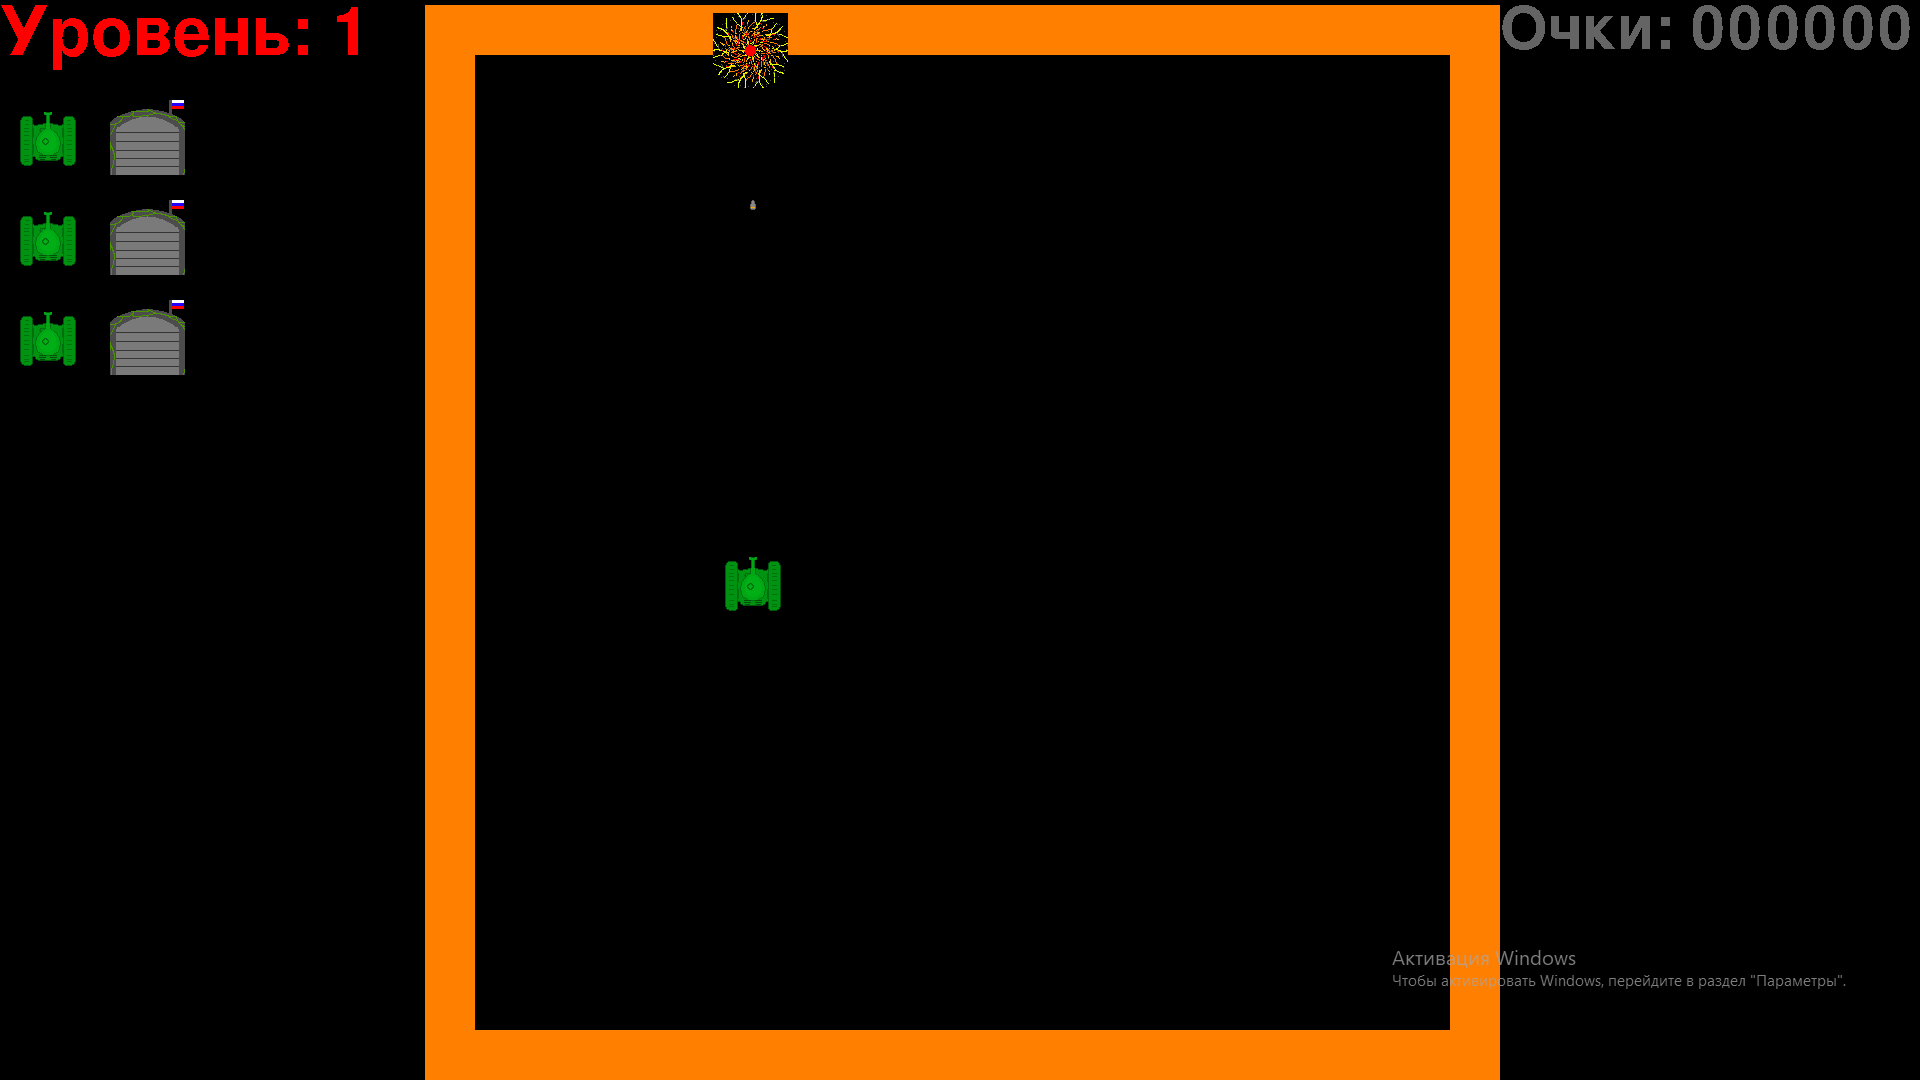 Уровень: 1
Очки: 000000
Активация Windows
Чтобы активировать Windows, перейдите в раздел "Параметры".